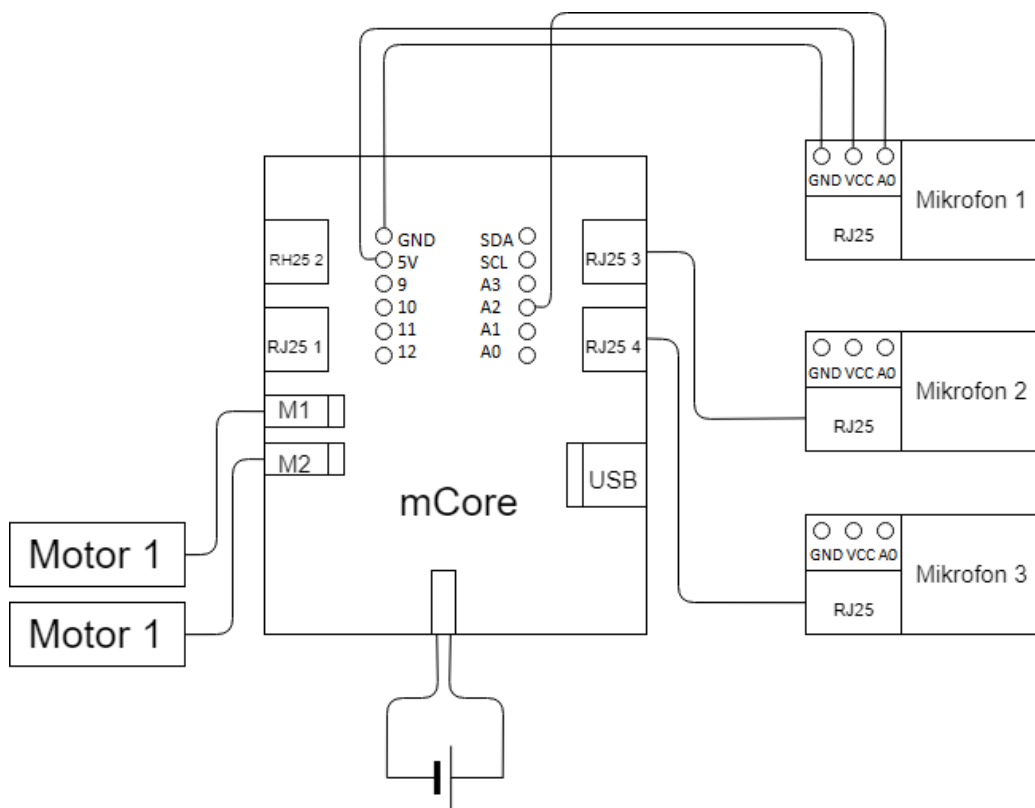 GND VCC A0
Mikrofon 1
RJ25
GND
5V
9
10
11
12
SDA
SCL
A3
A2
A1
A0
RH25 2
RJ25 1
RJ25 3
RJ25 4
M1
M2
USB
mCore
GND VCC A0
Mikrofon 2
RJ25
Motor 1
Motor 1
GND VCC A0
Mikrofon 3
RJ25